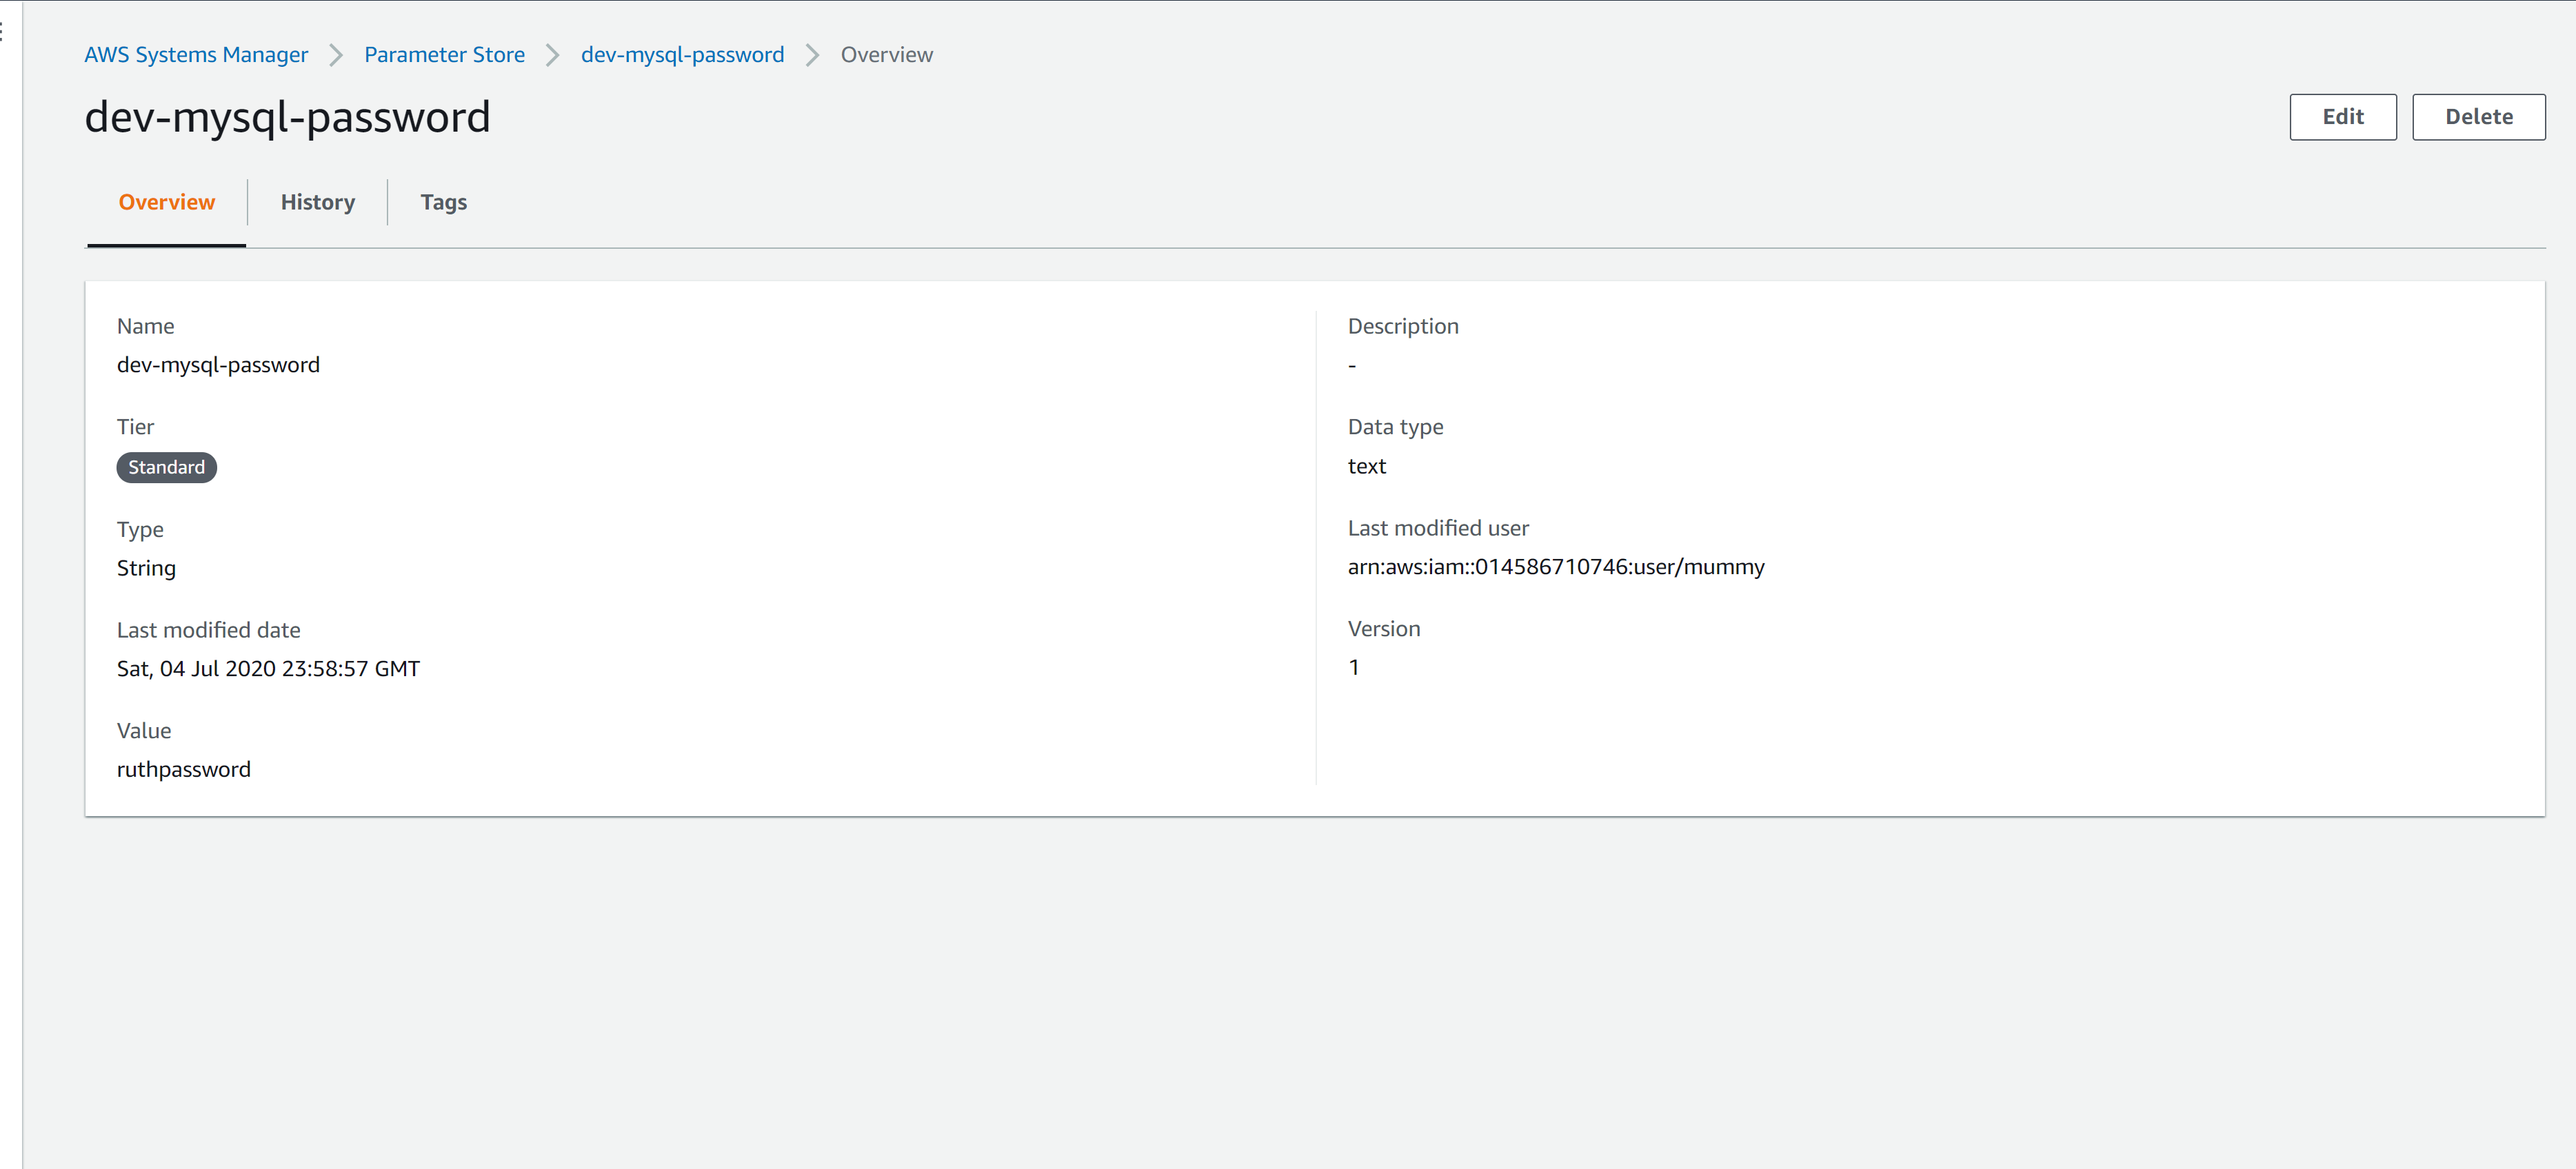 AWS Systems Manager > Parameter Store > dev-mysql-password > Overview
dev-mysql-password
Edit
Delete
Overview
History
Tags
Name
dev-mysql-password
Tier
Standard
Type
String
Last modified date
Sat, 04 Jul 2020 23:58:57 GMT
Value
ruthpassword
Description
-
Data type
text
Last modified user
arn:aws:iam::014586710746:user/mummy
Version
1